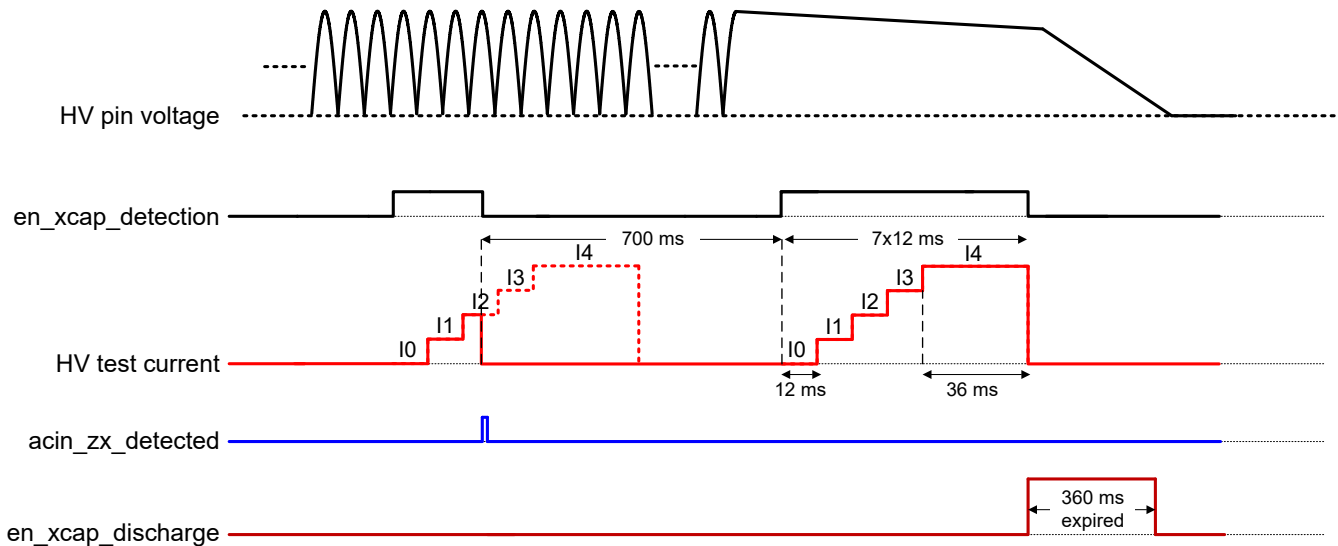 HV pin voltage
en_xcap_detection
700 ms
7x12 ms
I4
I3
I2
I1
I0
I4
I3
I2
I1
I0
HV test current
12 ms
36 ms
acin_zx_detected
360 ms
expired
en_xcap_discharge